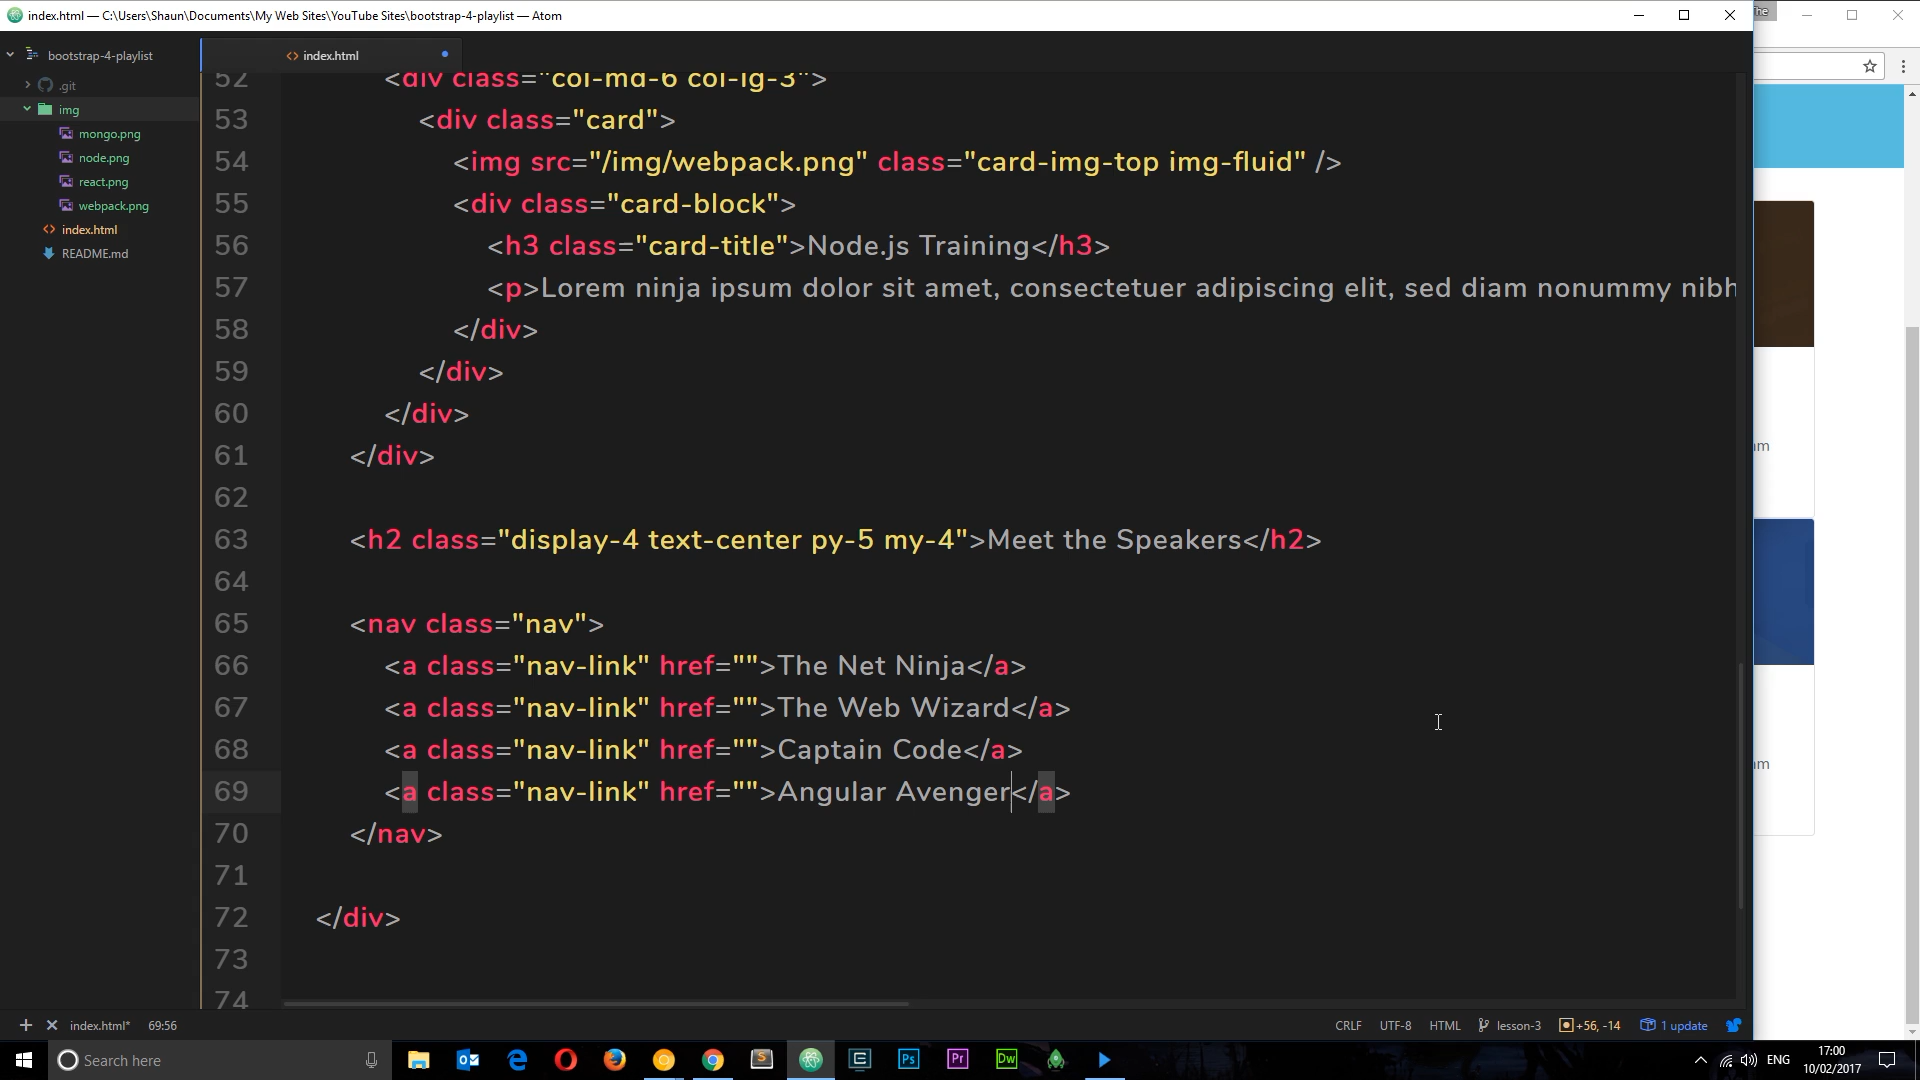 index.html — C:\Users\Shaun\Documents\My Web Sites\YouTube Sites\bootstrap-4-playlist — Atom
bootstrap-4-playlist
.git
img
mongo.png
node.png
react.png
webpack.png
index.html
README.md
index.html
52 <div class="col-md-6 col-lg-3">
53 <div class="card">
54 <img src="/img/webpack.png" class="card-img-top img-fluid" />
55 <div class="card-block">
56 <h3 class="card-title">Node.js Training</h3>
57 <p>Lorem ninja ipsum dolor sit amet, consectetuer adipiscing elit, sed diam nonummy nibh
58 </div>
59 </div>
60 </div>
61 </div>
62
63 <h2 class="display-4 text-center py-5 my-4">Meet the Speakers</h2>
64
65 <nav class="nav">
66 <a class="nav-link" href="">The Net Ninja</a>
67 <a class="nav-link" href="">The Web Wizard</a>
68 <a class="nav-link" href="">Captain Code</a>
69 <a class="nav-link" href="">Angular Avenger</a>
70 </nav>
71
72 </div>
73
74
index.html* 69:56
CRLF UTF-8 HTML lesson-3 +56, -14 1 update
Search here
ENG
17:00
10/02/2017